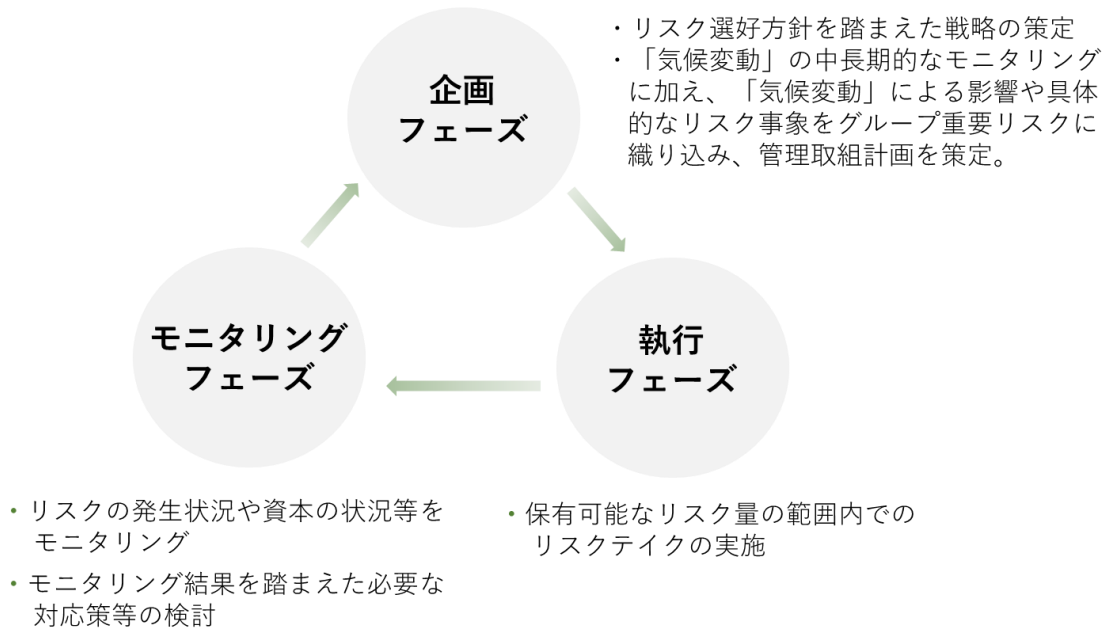 企画
フェーズ
・リスク選好方針を踏まえた戦略の策定
・「気候変動」の中長期的なモニタリング
に加え、「気候変動」による影響や具体
的なリスク事象をグループ重要リスクに
織り込み、管理取組計画を策定。
執行
フェーズ
・保有可能なリスク量の範囲内での
リスクテイクの実施
モニタリング
フェーズ
・リスクの発生状況や資本の状況等を
モニタリング
・モニタリング結果を踏まえた必要な
対応策等の検討